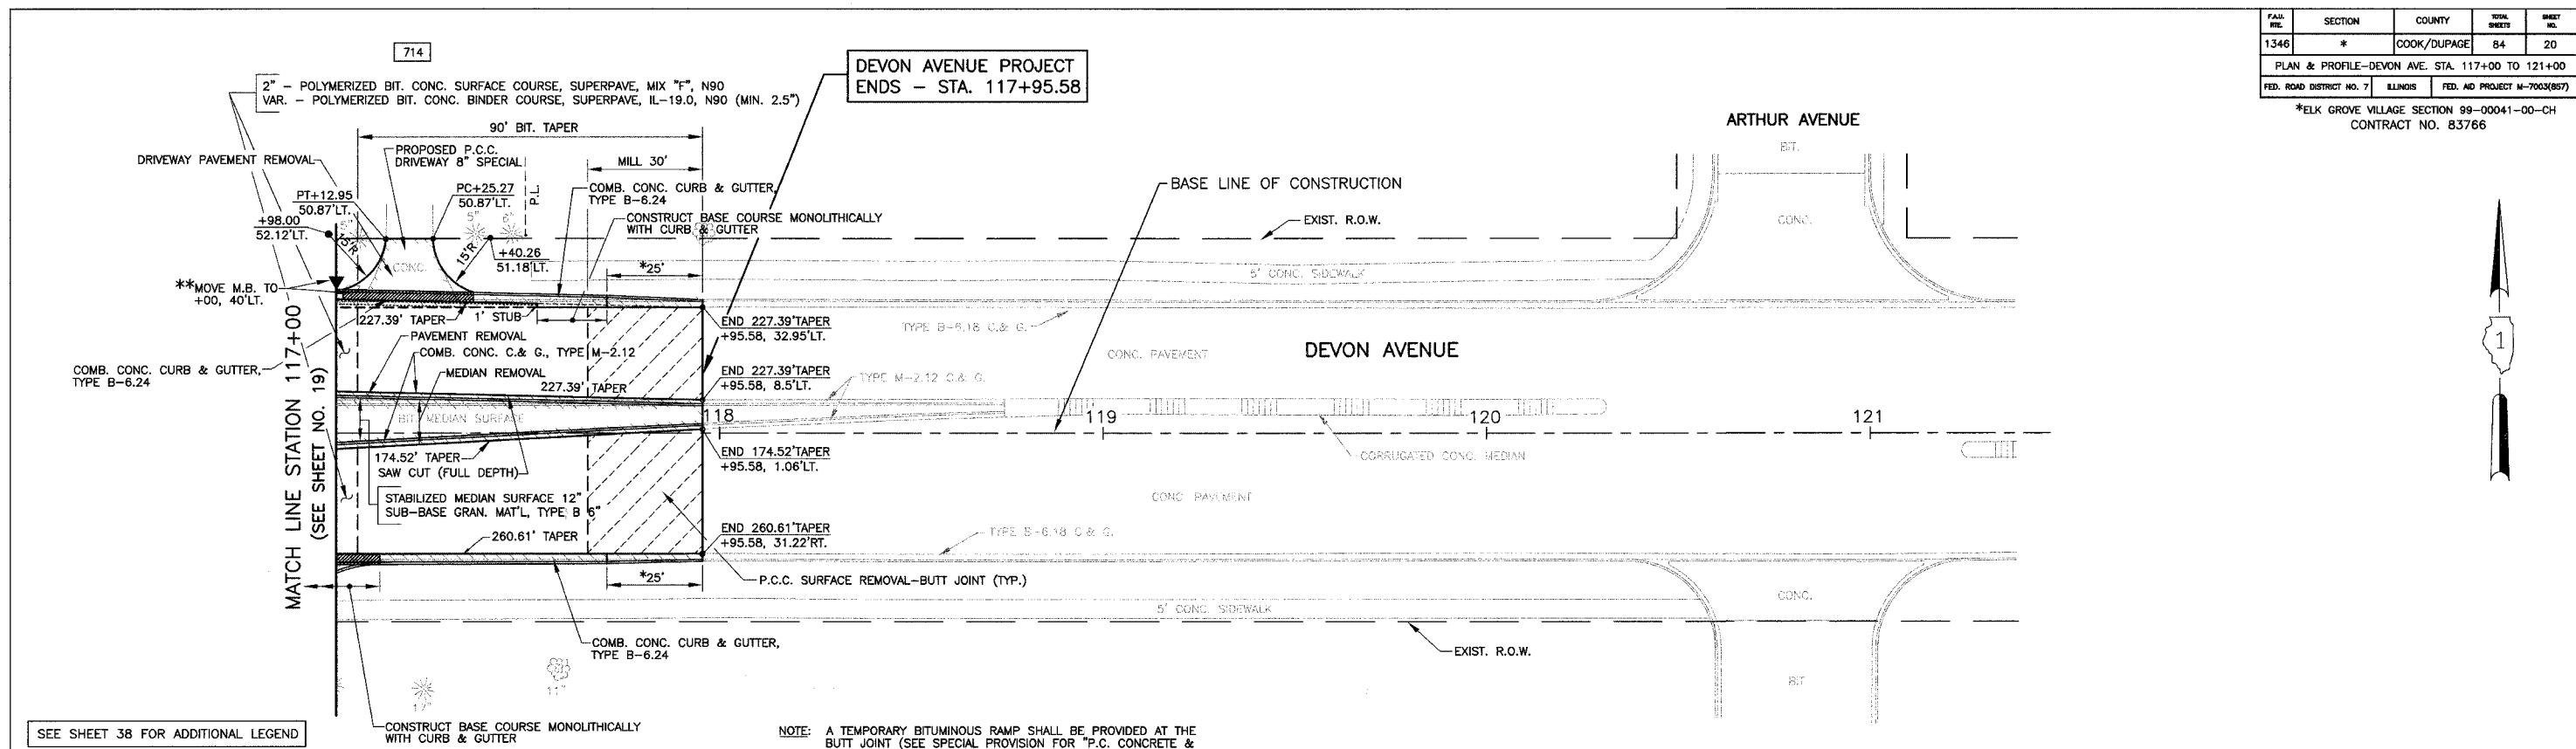 F.A.U. RTE. SECTION COUNTY TOTAL SHEETS SHEET NO.
1346 * COOK/DUPAGE 84 20
PLAN & PROFILE-DEVON AVE. STA. 117+00 TO 121+00
FED. ROAD DISTRICT NO. 7 ILLINOIS FED. AID PROJECT M-7003(857)
*ELK GROVE VILLAGE SECTION 99-00041-00-CH
CONTRACT NO. 83766
714
2" - POLYMERIZED BIT. CONC. SURFACE COURSE, SUPERPAVE, MIX "F", N90
VAR. - POLYMERIZED BIT. CONC. BINDER COURSE, SUPERPAVE, IL-19.0, N90 (MIN. 2.5")
DEVON AVENUE PROJECT
ENDS - STA. 117+95.58
90' BIT. TAPER
DRIVEWAY PAVEMENT REMOVAL
PROPOSED P.C.C.
DRIVEWAY 8" SPECIAL
MILL 30'
P.L.
COMB. CONC. CURB & GUTTER,
TYPE B-6.24
CONSTRUCT BASE COURSE MONOLITHICALLY
WITH CURB & GUTTER
PT+12.95
50.87'LT.
PC+25.27
50.87'LT.
+98.00
52.12'LT.
5"
6"
15'R
15'R
+40.26
51.18'LT.
CONC.
*25'
**MOVE M.B. TO
+00, 40'LT.
227.39' TAPER
1' STUB
PAVEMENT REMOVAL
COMB. CONC. C.& G., TYPE M-2.12
MEDIAN REMOVAL
227.39' TAPER
COMB. CONC. CURB & GUTTER,
TYPE B-6.24
MATCH LINE STATION 117+00
(SEE SHEET NO. 19)
BIT. MEDIAN SURFACE
174.52' TAPER
SAW CUT (FULL DEPTH)
STABILIZED MEDIAN SURFACE 12"
SUB-BASE GRAN. MAT'L, TYPE B 6"
260.61' TAPER
*25'
END 227.39'TAPER
+95.58, 32.95'LT.
END 227.39'TAPER
+95.58, 8.5'LT.
END 174.52'TAPER
+95.58, 1.06'LT.
END 260.61'TAPER
+95.58, 31.22'RT.
P.C.C. SURFACE REMOVAL-BUTT JOINT (TYP.)
COMB. CONC. CURB & GUTTER,
TYPE B-6.24
11"
17"
CONSTRUCT BASE COURSE MONOLITHICALLY
WITH CURB & GUTTER
BASE LINE OF CONSTRUCTION
EXIST. R.O.W.
5' CONC. SIDEWALK
TYPE B-6.18 C.& G.
CONC. PAVEMENT
DEVON AVENUE
TYPE M-2.12 C.& G.
118
119
120
121
CORRUGATED CONC. MEDIAN
CONC. PAVEMENT
TYPE B-6.18 C.& G.
5' CONC. SIDEWALK
EXIST. R.O.W.
ARTHUR AVENUE
BIT.
CONC.
CONC.
BIT
1
SEE SHEET 38 FOR ADDITIONAL LEGEND
NOTE: A TEMPORARY BITUMINOUS RAMP SHALL BE PROVIDED AT THE
BUTT JOINT (SEE SPECIAL PROVISION FOR "P.C. CONCRETE &